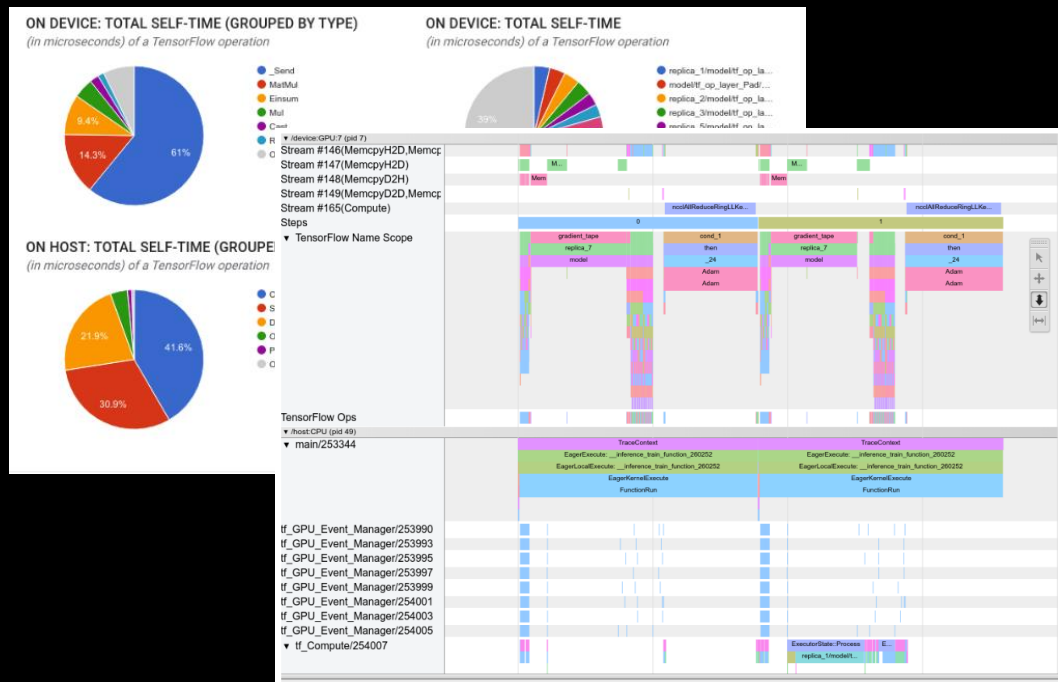 ON DEVICE: TOTAL SELF-TIME (GROUPED BY TYPE)
(in microseconds) of a TensorFlow operation
_Send
MatMul
Einsum
Mul
Cast
R
O
61%
14.3%
9.4%
ON DEVICE: TOTAL SELF-TIME
(in microseconds) of a TensorFlow operation
replica_1/model/tf_op_la...
model/tf_op_layer_Pad/...
replica_2/model/tf_op_la...
replica_3/model/tf_op_la...
replica_5/model/tf_op_la...
39%
ON HOST: TOTAL SELF-TIME (GROUPE
(in microseconds) of a TensorFlow operation
O
S
D
O
P
O
41.6%
30.9%
21.9%
/device:GPU:7 (pid 7)
Stream #146(MemcpyH2D,Memcp
Stream #147(MemcpyH2D)
M...
M...
Stream #148(MemcpyD2H)
Mem
Mem
Stream #149(MemcpyD2D,Memcp
Stream #165(Compute)
ncclAllReduceRingLLKe...
ncclAllReduceRingLLKe...
Steps
0
1
TensorFlow Name Scope
gradient_tape
cond_1
gradient_tape
cond_1
replica_7
then
replica_7
then
model
_24
model
_24
Adam
Adam
Adam
Adam
TensorFlow Ops
/host:CPU (pid 49)
main/253344
TraceContext
TraceContext
EagerExecute: __inference_train_function_260252
EagerExecute: __inference_train_function_260252
EagerLocalExecute: __inference_train_function_260252
EagerLocalExecute: __inference_train_function_260252
EagerKernelExecute
EagerKernelExecute
FunctionRun
FunctionRun
tf_GPU_Event_Manager/253990
tf_GPU_Event_Manager/253993
tf_GPU_Event_Manager/253995
tf_GPU_Event_Manager/253997
tf_GPU_Event_Manager/253999
tf_GPU_Event_Manager/254001
tf_GPU_Event_Manager/254003
tf_GPU_Event_Manager/254005
tf_Compute/254007
ExecutorState::Process
E...
replica_1/model/t...